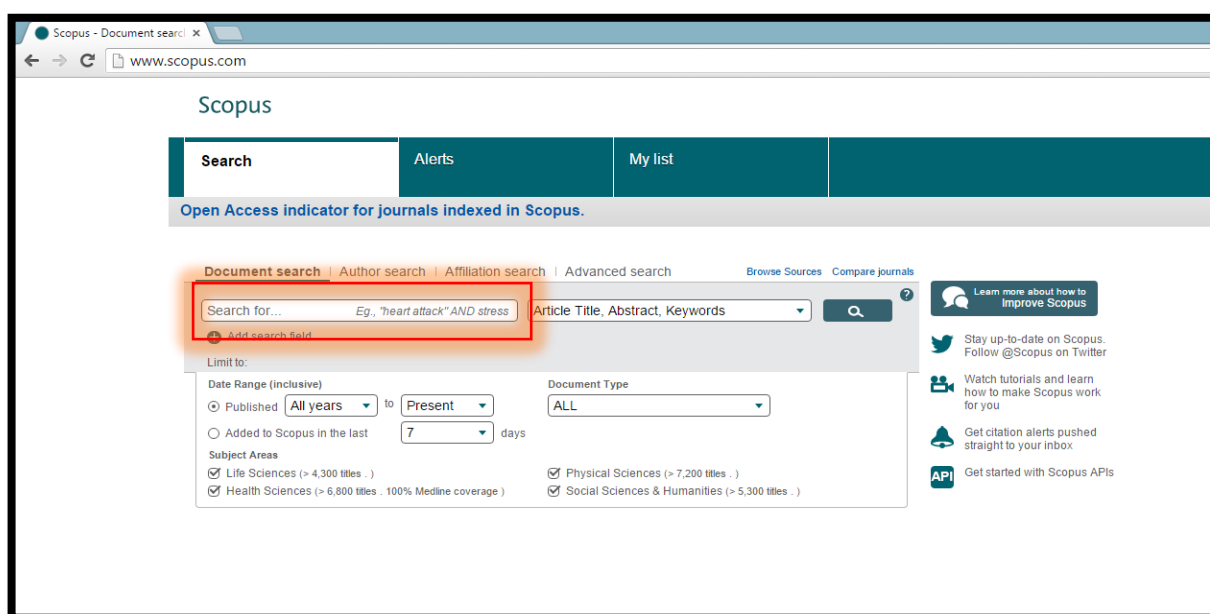 Scopus - Document searc
www.scopus.com
Scopus
Search
Alerts
My list
Open Access indicator for journals indexed in Scopus.
Document search | Author search | Affiliation search | Advanced search
Browse Sources Compare journals
Search for... Eg., "heart attack" AND stress
Article Title, Abstract, Keywords
?
Add search field
Limit to:
Date Range (inclusive)
Published All years to Present
Added to Scopus in the last 7 days
Document Type
ALL
Subject Areas
Life Sciences (> 4,300 titles . )
Health Sciences (> 6,800 titles . 100% Medline coverage )
Physical Sciences (> 7,200 titles . )
Social Sciences & Humanities (> 5,300 titles . )
Learn more about how to
Improve Scopus
Stay up-to-date on Scopus.
Follow @Scopus on Twitter
Watch tutorials and learn
how to make Scopus work
for you
Get citation alerts pushed
straight to your inbox
API
Get started with Scopus APIs